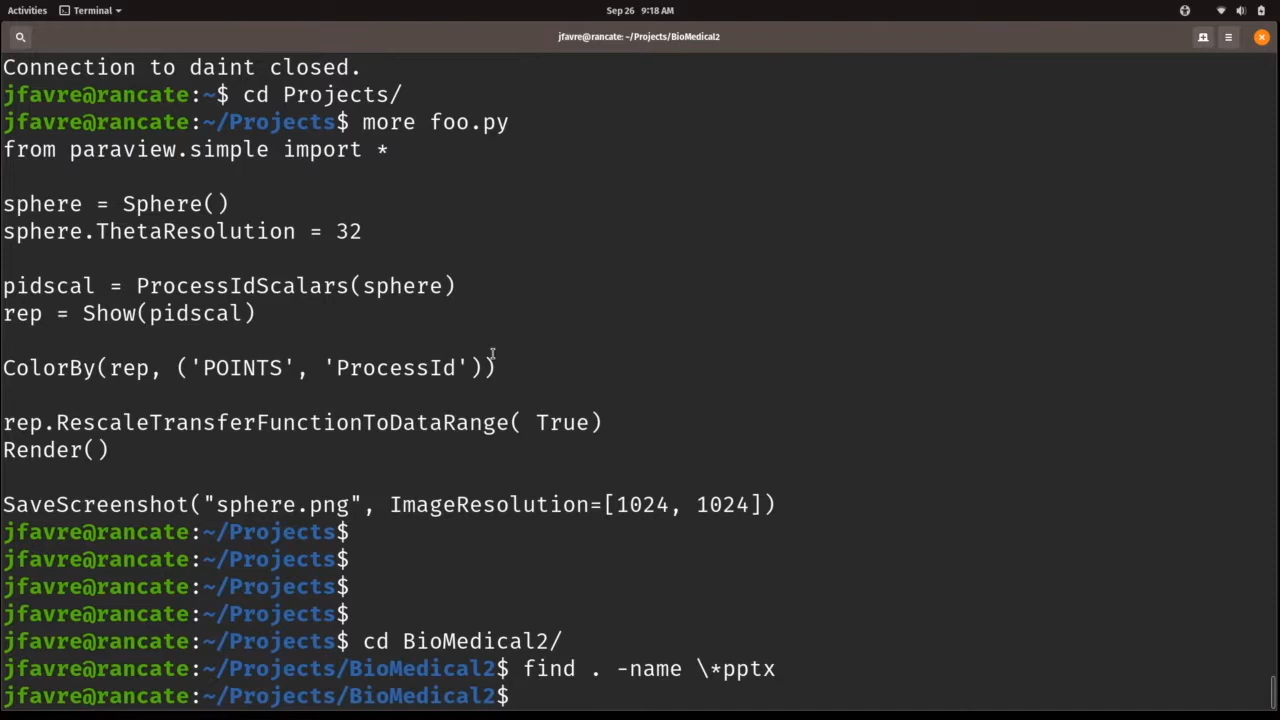 Activities Terminal Sep 26 9:18 AM
jfavre@rancate: ~/Projects/BioMedical2
Connection to daint closed.
jfavre@rancate:~$ cd Projects/
jfavre@rancate:~/Projects$ more foo.py
from paraview.simple import *
sphere = Sphere()
sphere.ThetaResolution = 32
pidscal = ProcessIdScalars(sphere)
rep = Show(pidscal)
ColorBy(rep, ('POINTS', 'ProcessId'))
rep.RescaleTransferFunctionToDataRange( True)
Render()
SaveScreenshot("sphere.png", ImageResolution=[1024, 1024])
jfavre@rancate:~/Projects$
jfavre@rancate:~/Projects$
jfavre@rancate:~/Projects$
jfavre@rancate:~/Projects$
jfavre@rancate:~/Projects$ cd BioMedical2/
jfavre@rancate:~/Projects/BioMedical2$ find . -name \*pptx
jfavre@rancate:~/Projects/BioMedical2$